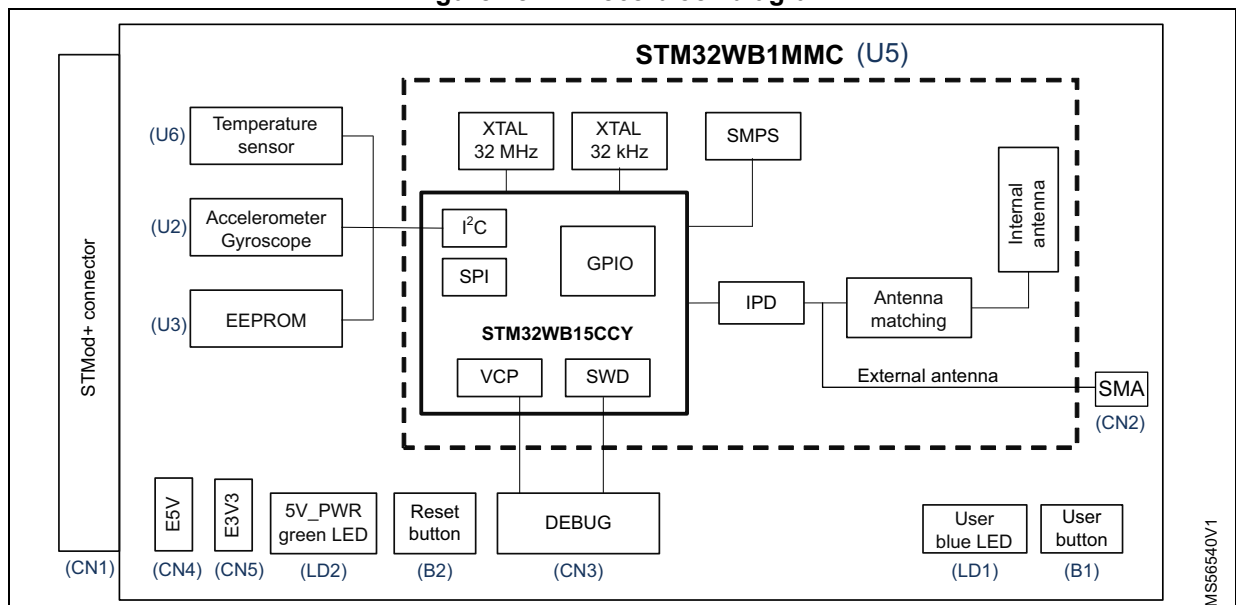 STM32WB1MMC (U5)
STMod+ connector
(CN1)
(U6)
Temperature
sensor
(U2)
Accelerometer
Gyroscope
(U3)
EEPROM
XTAL
32 MHz
XTAL
32 kHz
SMPS
Internal
antenna
I²C
SPI
GPIO
STM32WB15CCY
VCP
SWD
IPD
Antenna
matching
External antenna
SMA
(CN2)
E5V
(CN4)
E3V3
(CN5)
5V_PWR
green LED
(LD2)
Reset
button
(B2)
DEBUG
(CN3)
User
blue LED
(LD1)
User
button
(B1)
MS56540V1